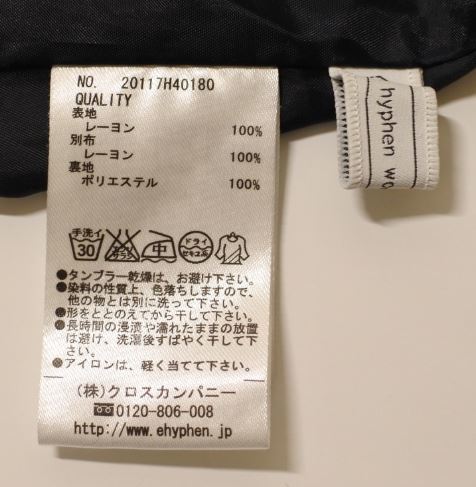 NO. 20117H40180
QUALITY
表地
レーヨン 100%
別布
レーヨン 100%
裏地
ポリエステル 100%
手洗イ
30
中
ドライ
セキユ系
●タンブラー乾燥は、お避け下さい。
●染料の性質上、色落ちしますので、
他の物とは別に洗って下さい。
●形をととのえてから干して下さい。
●長時間の浸漬や濡れたままの放置
は避け、洗濯後すばやく干して下
さい。
●アイロンは、軽く当てて下さい。
(株)クロスカンパニー
0120-806-008
http://www.ehyphen.jp
hyphen wo